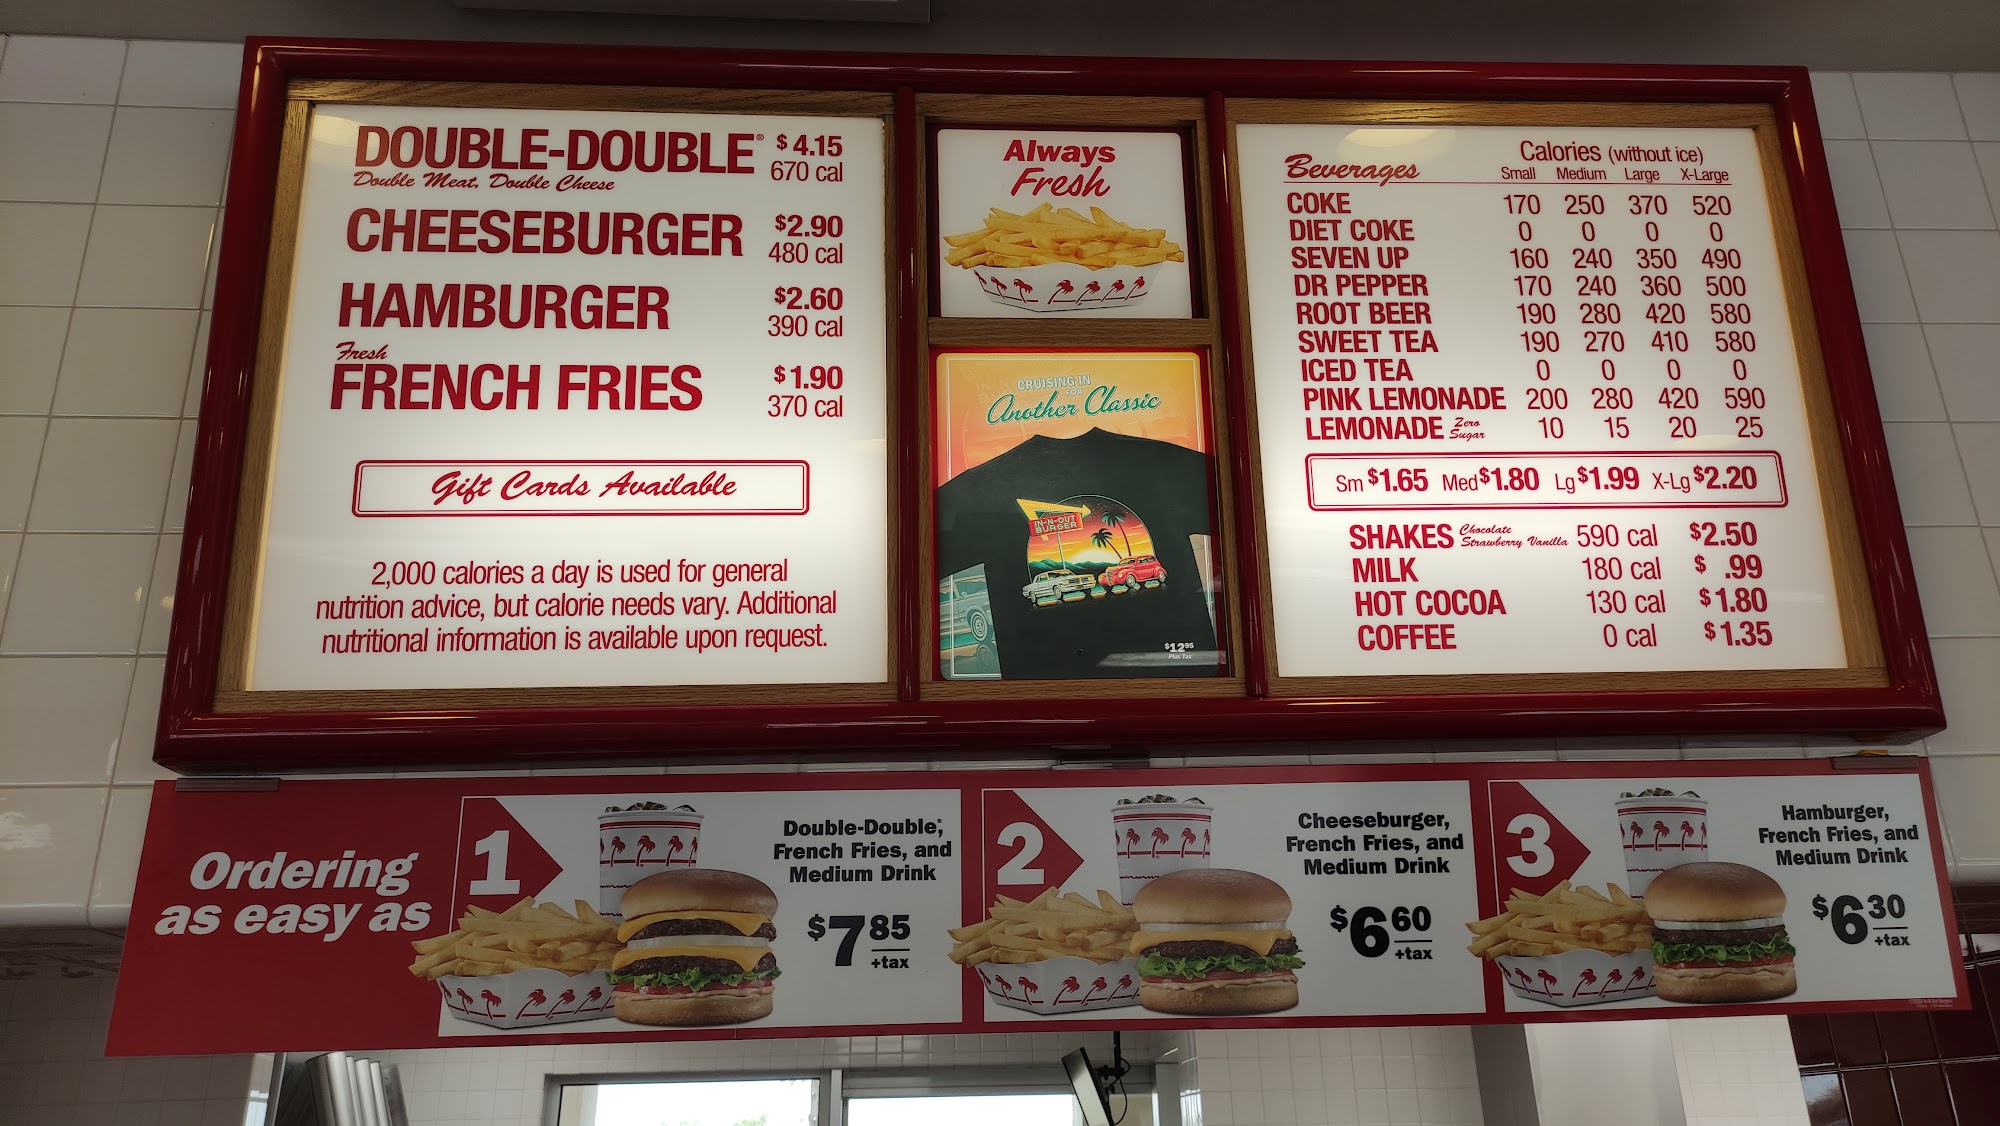 DOUBLE-DOUBLE® $4.15
Double Meat, Double Cheese 670 cal
CHEESEBURGER $2.90
480 cal
HAMBURGER $2.60
390 cal
Fresh
FRENCH FRIES $1.90
370 cal
Gift Cards Available
2,000 calories a day is used for general
nutrition advice, but calorie needs vary. Additional
nutritional information is available upon request.
Always
Fresh
CRUISING IN
FOR
Another Classic
IN-N-OUT
BURGER
$12.95
Plus Tax
Beverages Calories (without ice)
Small Medium Large X-Large
COKE 170 250 370 520
DIET COKE 0 0 0 0
SEVEN UP 160 240 350 490
DR PEPPER 170 240 360 500
ROOT BEER 190 280 420 580
SWEET TEA 190 270 410 580
ICED TEA 0 0 0 0
PINK LEMONADE 200 280 420 590
LEMONADE Zero Sugar 10 15 20 25
Sm $1.65 Med $1.80 Lg $1.99 X-Lg $2.20
SHAKES Chocolate Strawberry Vanilla 590 cal $2.50
MILK 180 cal $ .99
HOT COCOA 130 cal $1.80
COFFEE 0 cal $1.35
Ordering
as easy as
1
Double-Double,®
French Fries, and
Medium Drink
$7.85
+tax
2
Cheeseburger,
French Fries, and
Medium Drink
$6.60
+tax
3
Hamburger,
French Fries, and
Medium Drink
$6.30
+tax